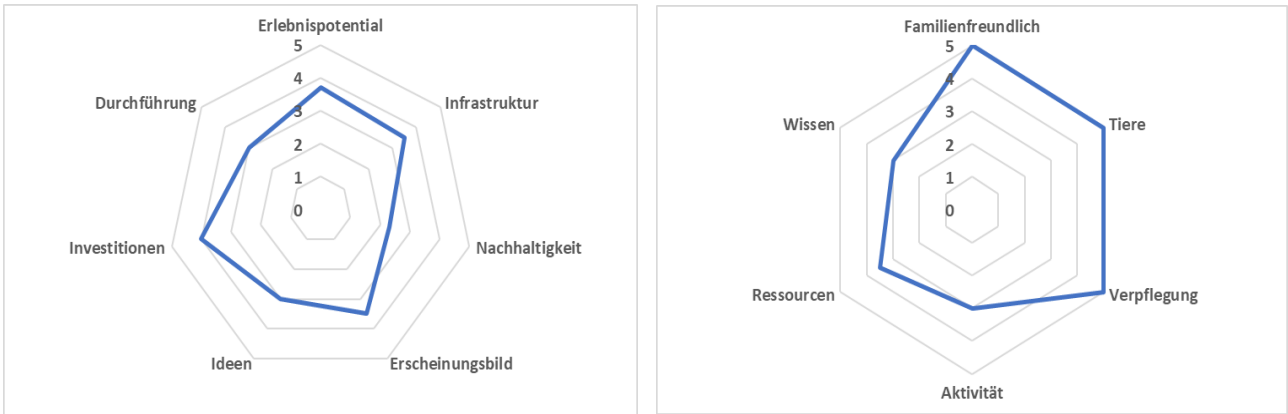 Erlebnispotential
5
4
3
2
1
0
Durchführung
Infrastruktur
Investitionen
Nachhaltigkeit
Ideen
Erscheinungsbild
Familienfreundlich
5
4
3
2
1
0
Wissen
Tiere
Ressourcen
Verpflegung
Aktivität